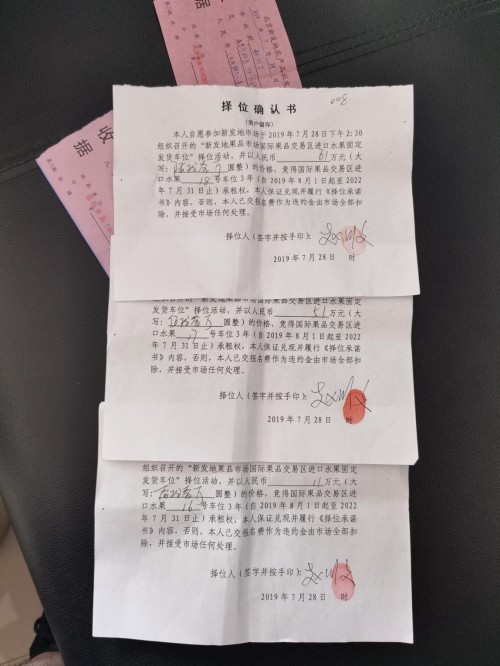 收
据
择位确认书
（商户留存）
本人自愿参加新发地市场于2019年7月28日下午2:30
组织召开的“新发地果品市场国际果品交易区进口水果固定
发货车位”择位活动，并以人民币 61 万元（大
圆整）的价格，竞得国际果品交易区进
口水果 18 号车位3年（自2019年8月1日起至2022
年7月31日止）承租权。本人保证兑现并履行《择位承诺
书》内容，否则，本人已交报名费作为违约金由市场全部扣
除，并接受市场任何处理。
择位人（签字并按手印）：
2019年7月28日 时
组织召开的“新发地果品市场国际果品交易区进口水果固定
发货车位”择位活动，并以人民币 51 万元（大
写： 圆整）的价格，竞得国际果品交易区进
口水果 17 号车位3年（自2019年8月1日起至2022
年7月31日止）承租权。本人保证兑现并履行《择位承诺
书》内容，否则，本人已交报名费作为违约金由市场全部扣
除，并接受市场任何处理。
择位人（签字并按手印）：
2019年7月28日 时
组织召开的“新发地果品市场国际果品交易区进口水果固定
发货车位”择位活动，并以人民币 11 万元（大
写： 圆整）的价格，竞得国际果品交易区进
口水果 16 号车位3年（自2019年8月1日起至2022
年7月31日止）承租权。本人保证兑现并履行《择位承诺
书》内容，否则，本人已交报名费作为违约金由市场全部扣
除，并接受市场任何处理。
择位人（签字并按手印）：
2019年7月28日 时